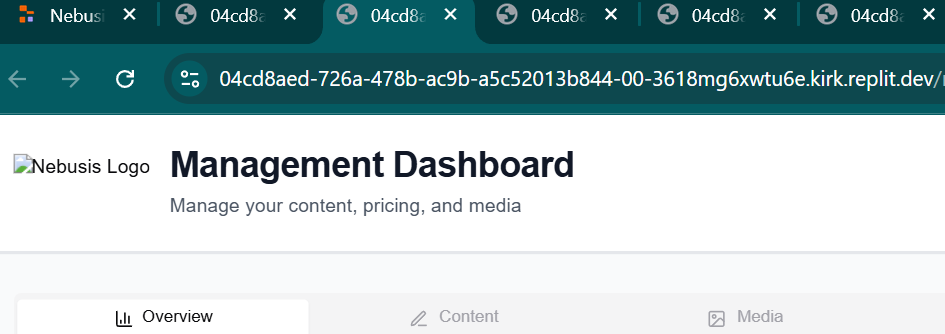 Nebusi 04cd8a 04cd8a 04cd8a 04cd8a 04cd8a
04cd8aed-726a-478b-ac9b-a5c52013b844-00-3618mg6xwtu6e.kirk.replit.dev/
Nebusis Logo
Management Dashboard
Manage your content, pricing, and media
Overview Content Media